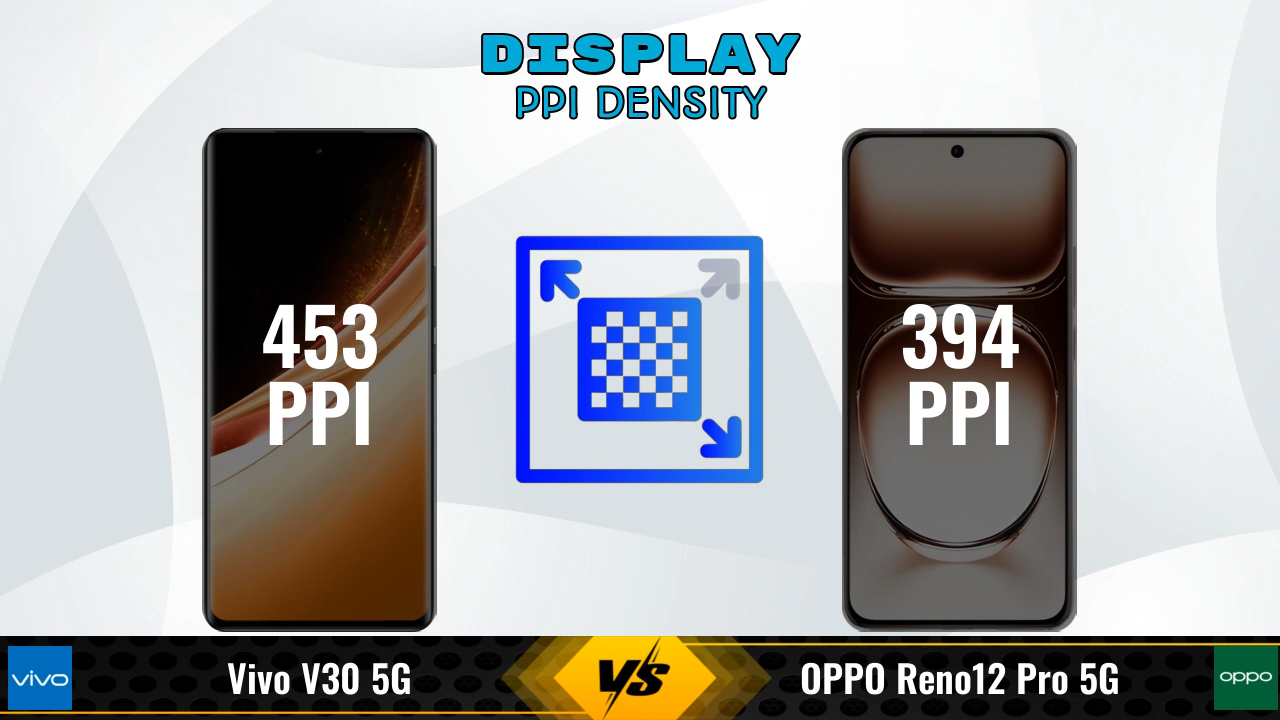 DISPLAY
PPI DENSITY
453
PPI
394
PPI
vivo
Vivo V30 5G
VS
OPPO Reno12 Pro 5G
oppo